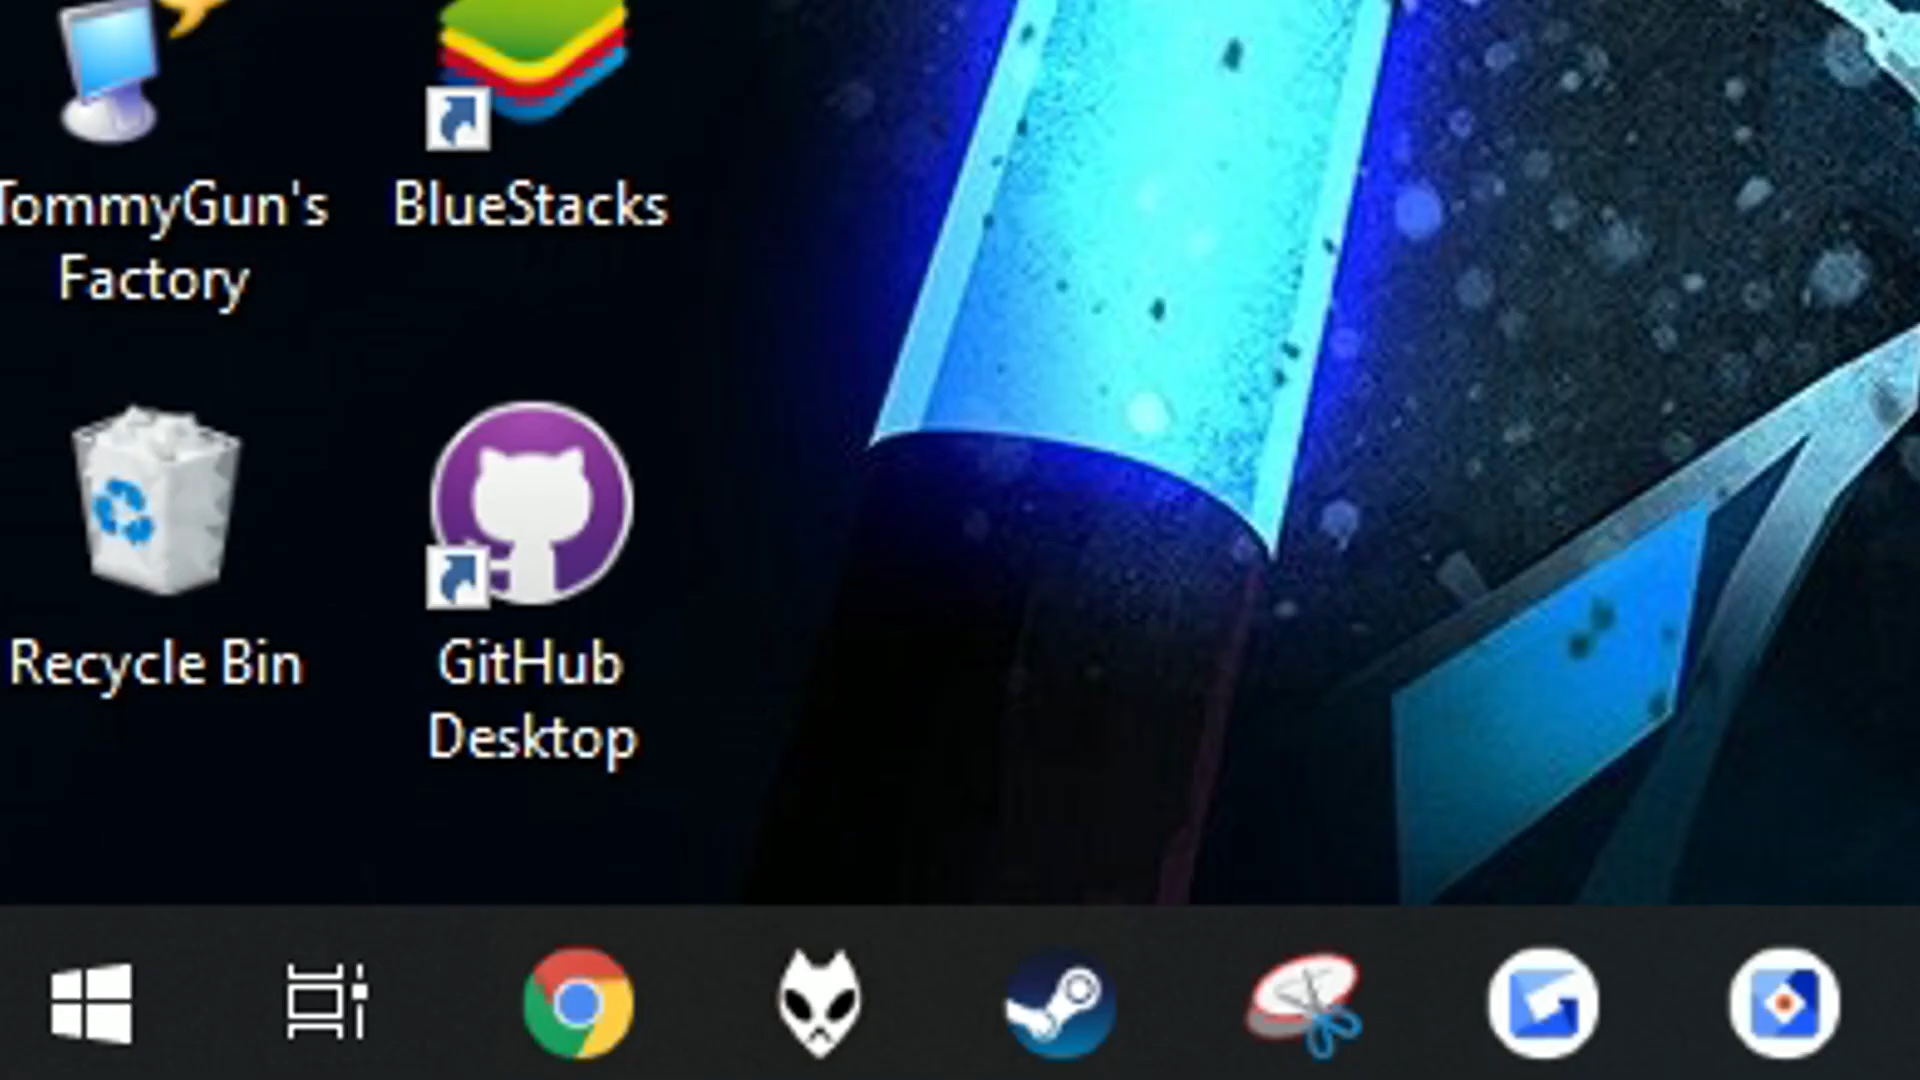 TommyGun's
Factory
BlueStacks
Recycle Bin
GitHub
Desktop